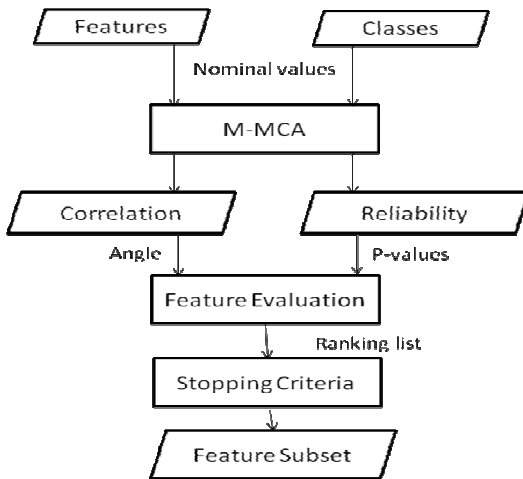 Features
Classes
Nominal values
M-MCA
Correlation
Reliability
Angle
P-values
Feature Evaluation
Ranking list
Stopping Criteria
Feature Subset